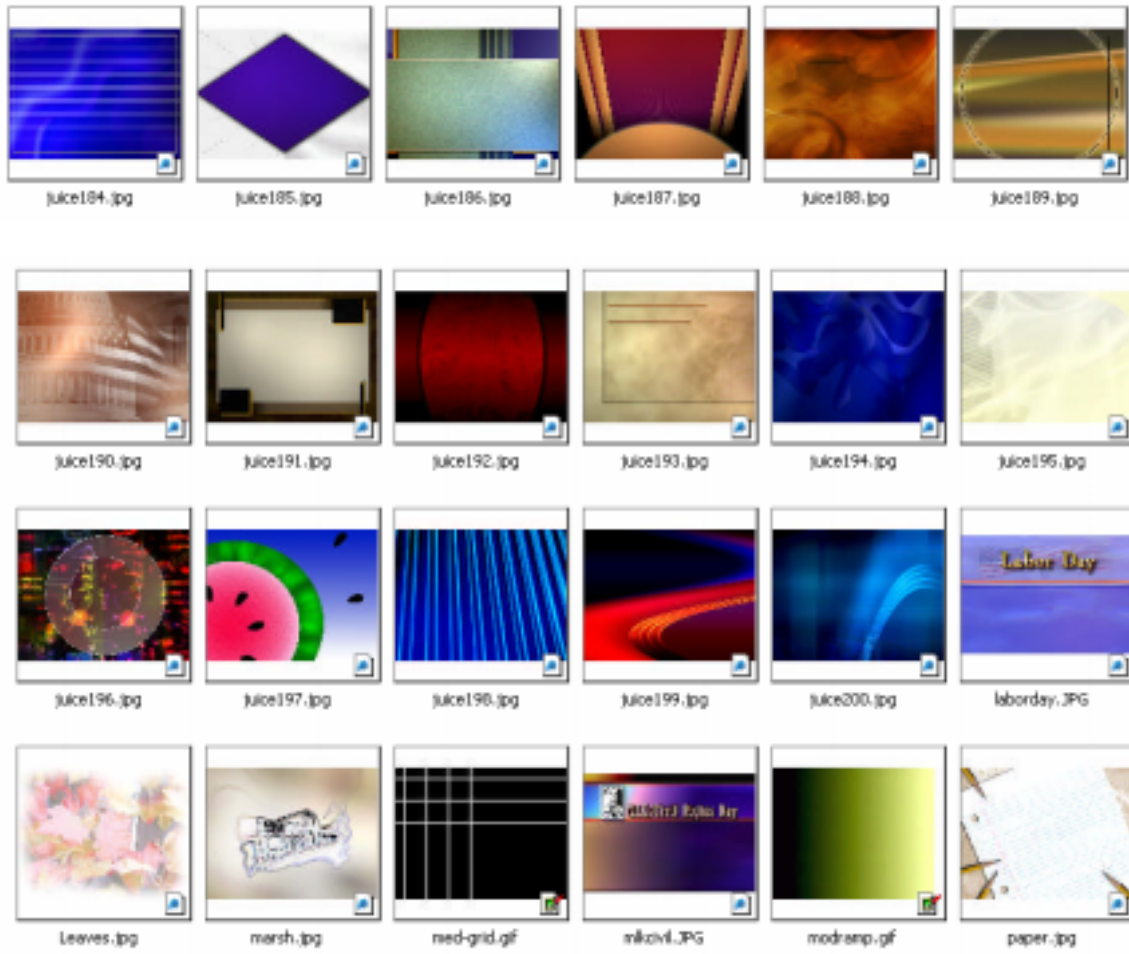 juice184.jpg juice185.jpg juice186.jpg juice187.jpg juice188.jpg juice189.jpg
juice190.jpg juice191.jpg juice192.jpg juice193.jpg juice194.jpg juice195.jpg
Labor Day
juice196.jpg juice197.jpg juice198.jpg juice199.jpg juice200.jpg laborday.JPG
Rights Day
Leaves.jpg marsh.jpg med-grid.gif mlkcivil.JPG modramp.gif paper.jpg